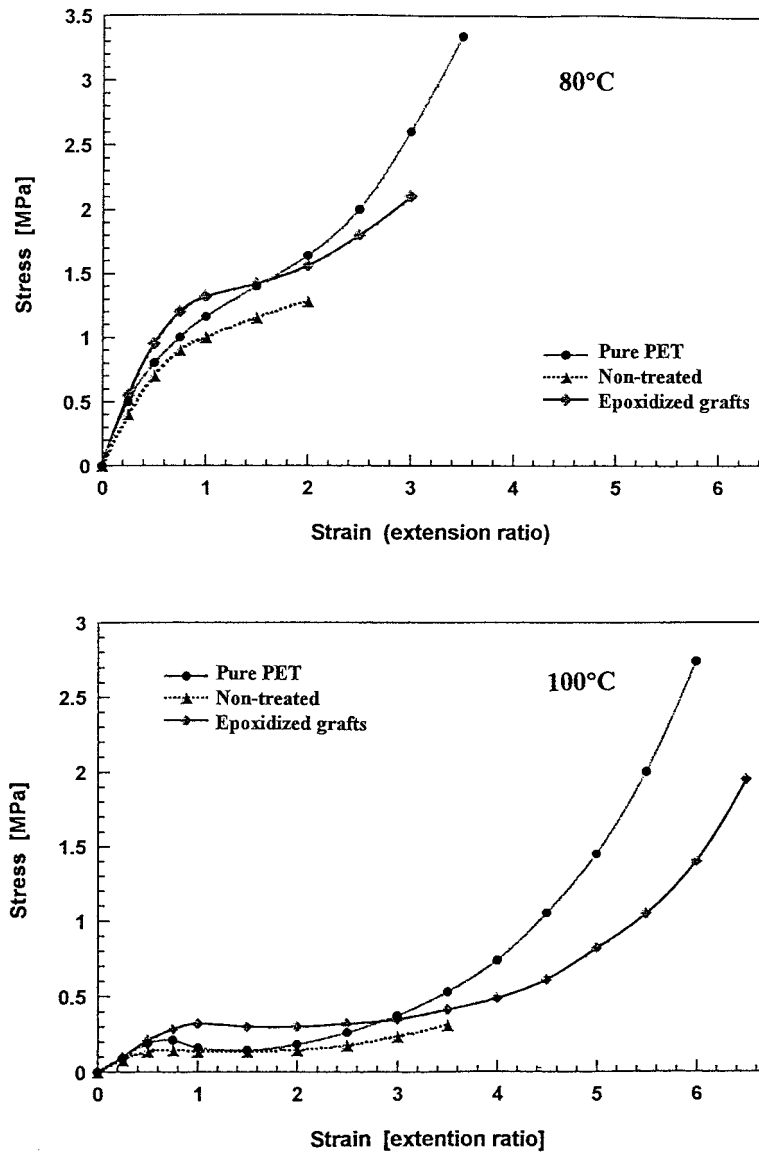 3.5
3
2.5
2
1.5
1
0.5
0
Stress [MPa]
80°C
Pure PET
Non-treated
Epoxidized grafts
0 1 2 3 4 5 6
Strain (extension ratio)
3
2.5
2
1.5
1
0.5
0
Stress [MPa]
Pure PET
Non-treated
Epoxidized grafts
100°C
0 1 2 3 4 5 6
Strain [extention ratio]